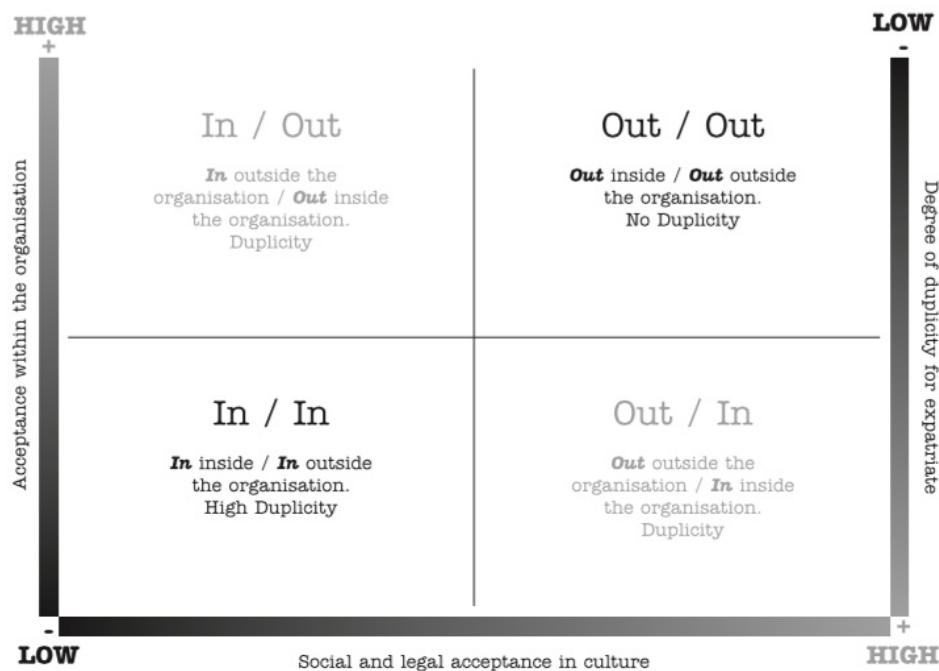 HIGH
+
LOW
-
In / Out
In outside the
organisation / Out inside
the organisation.
Duplicity
Out / Out
Out inside / Out outside
the organisation.
No Duplicity
Acceptance within the organisation
Degree of duplicity for expatriate
In / In
In inside / In outside
the organisation.
High Duplicity
Out / In
Out outside the
organisation / In inside
the organisation.
Duplicity
-
LOW
Social and legal acceptance in culture
+
HIGH